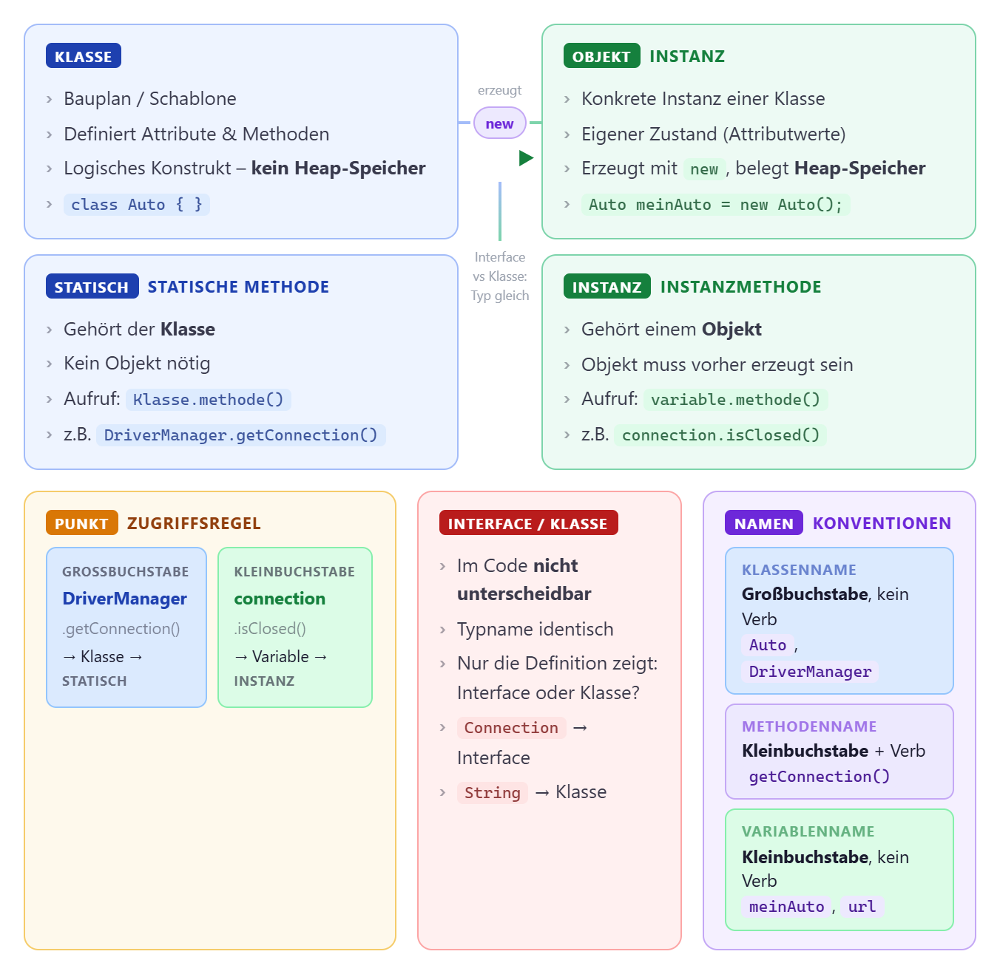 KLASSE
› Bauplan / Schablone
› Definiert Attribute & Methoden
› Logisches Konstrukt – kein Heap-Speicher
› class Auto { }
erzeugt
new
OBJEKT INSTANZ
› Konkrete Instanz einer Klasse
› Eigener Zustand (Attributwerte)
› Erzeugt mit new, belegt Heap-Speicher
› Auto meinAuto = new Auto();
STATISCH STATISCHE METHODE
› Gehört der Klasse
› Kein Objekt nötig
› Aufruf: Klasse.methode()
› z.B. DriverManager.getConnection()
Interface
vs Klasse:
Typ gleich
INSTANZ INSTANZMETHODE
› Gehört einem Objekt
› Objekt muss vorher erzeugt sein
› Aufruf: variable.methode()
› z.B. connection.isClosed()
PUNKT ZUGRIFFSREGEL
GROSSBUCHSTABE
DriverManager
.getConnection()
→ Klasse →
STATISCH
KLEINBUCHSTABE
connection
.isClosed()
→ Variable →
INSTANZ
INTERFACE / KLASSE
› Im Code nicht
unterscheidbar
› Typname identisch
› Nur die Definition zeigt:
Interface oder Klasse?
› Connection →
Interface
› String → Klasse
NAMEN KONVENTIONEN
KLASSENNAME
Großbuchstabe, kein
Verb
Auto,
DriverManager
METHODENNAME
Kleinbuchstabe + Verb
getConnection()
VARIABLENNAME
Kleinbuchstabe, kein
Verb
meinAuto, url